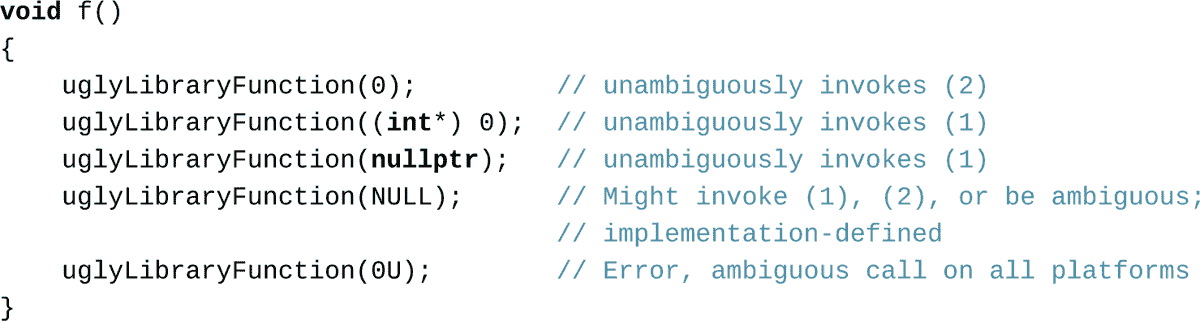 void f()
{
    uglyLibraryFunction(0);         // unambiguously invokes (2)
    uglyLibraryFunction((int*) 0);  // unambiguously invokes (1)
    uglyLibraryFunction(nullptr);   // unambiguously invokes (1)
    uglyLibraryFunction(NULL);      // Might invoke (1), (2), or be ambiguous;
                                    // implementation-defined
    uglyLibraryFunction(0U);        // Error, ambiguous call on all platforms
}